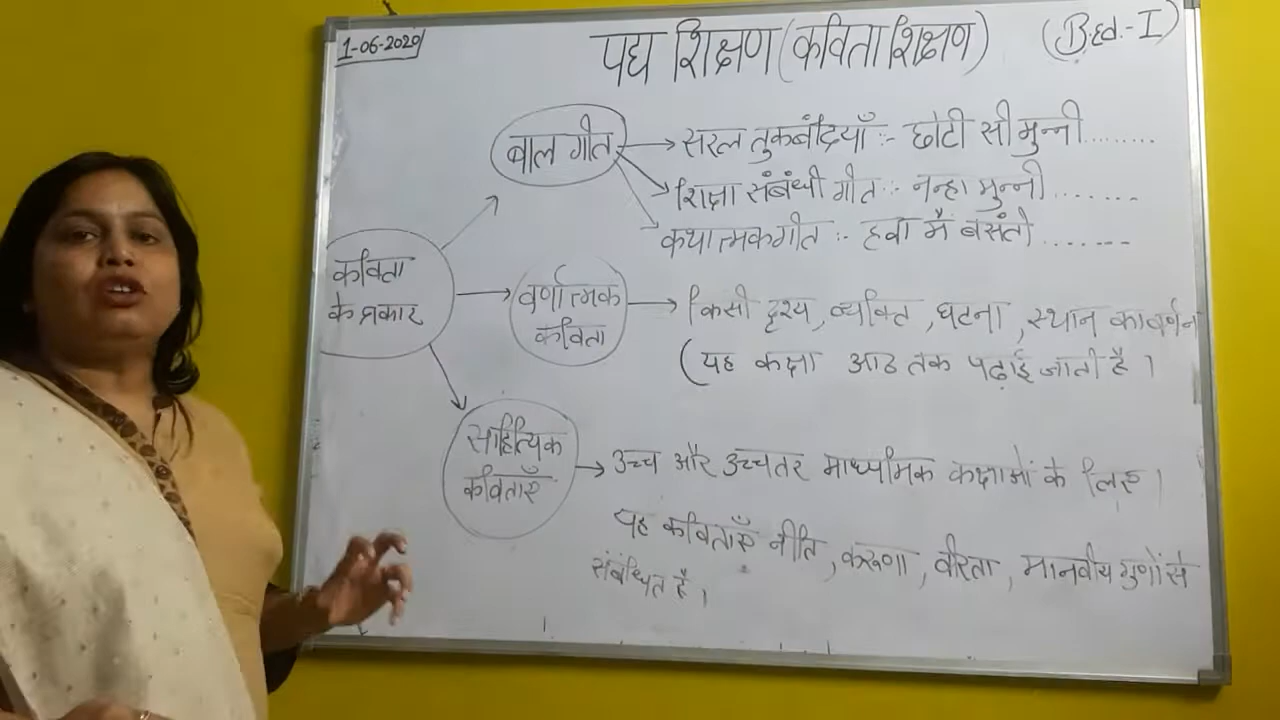 1-06-2020
पद्य शिक्षण (कविता शिक्षण)
(B.Ed.-I)
बाल गीत
सरल तुकबंदियाँ :- छोटी सी मुन्नी.........
शिक्षा संबंधी गीत :- नन्हा मुन्नी.......
कथात्मक गीत :- हवा मैं बसंतो.......
कविता
के प्रकार
वर्णात्मक
कविता
किसी दृश्य, व्यक्ति, घटना, स्थान का वर्णन
(यह कक्षा आठ तक पढ़ाई जाती है।
साहित्यिक
कविताएँ
उच्च और उच्चतर माध्यमिक कक्षाओं के लिए।
यह कविताएँ नीति, करूणा, वीरता, मानवीय गुणों से
संबंधित है।